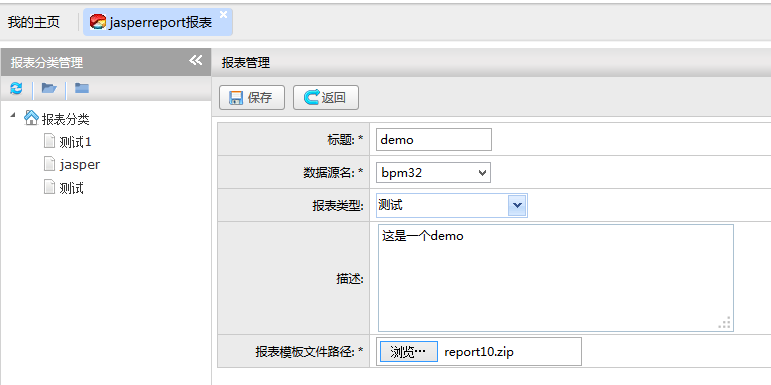 我的主页 jasperreport报表
报表分类管理 报表管理
保存 返回
报表分类
测试1
jasper
测试
标题: * demo
数据源名: * bpm32
报表类型: 测试
描述: 这是一个demo
报表模板文件路径: * 浏览… report10.zip